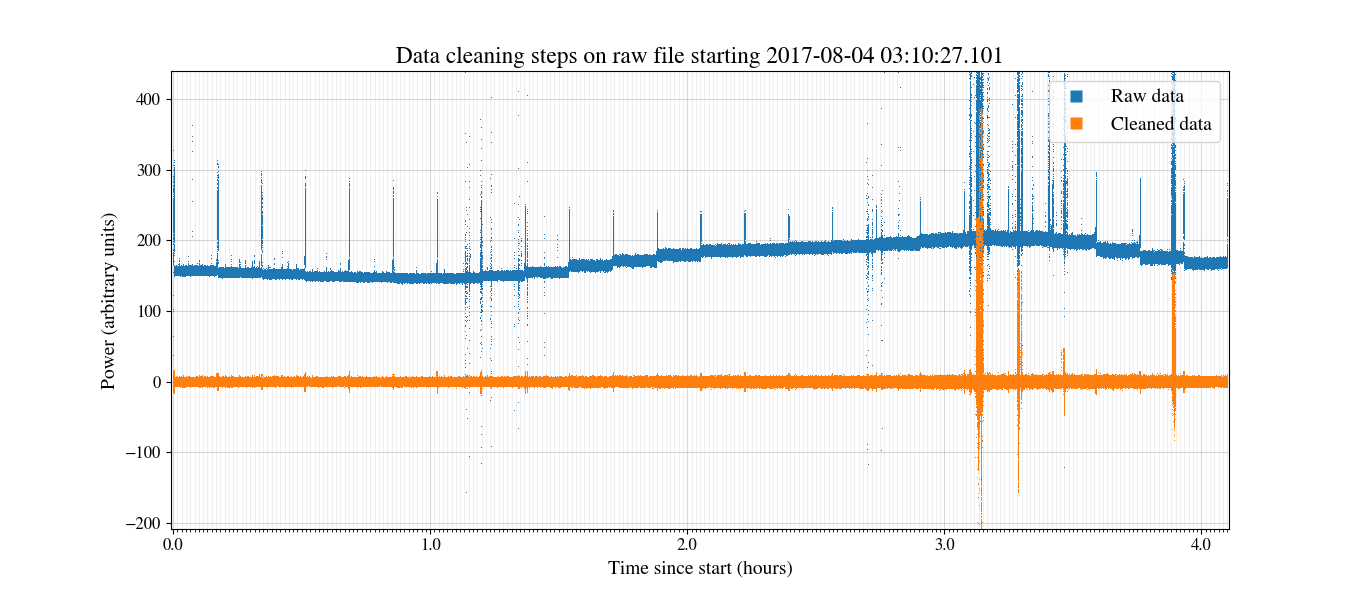 Data cleaning steps on raw file starting 2017-08-04 03:10:27.101
Raw data
Cleaned data
Power (arbitrary units)
400
300
200
100
0
−100
−200
0.0
1.0
2.0
3.0
4.0
Time since start (hours)